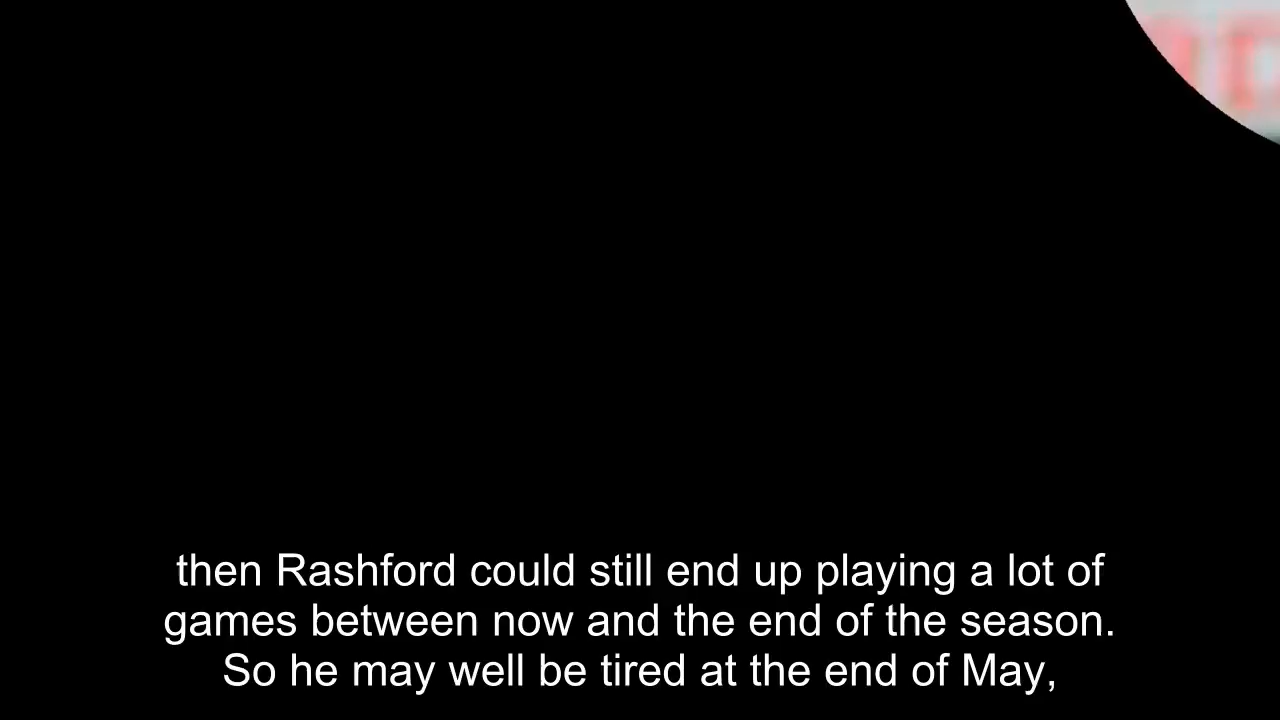 then Rashford could still end up playing a lot of
games between now and the end of the season.
So he may well be tired at the end of May,